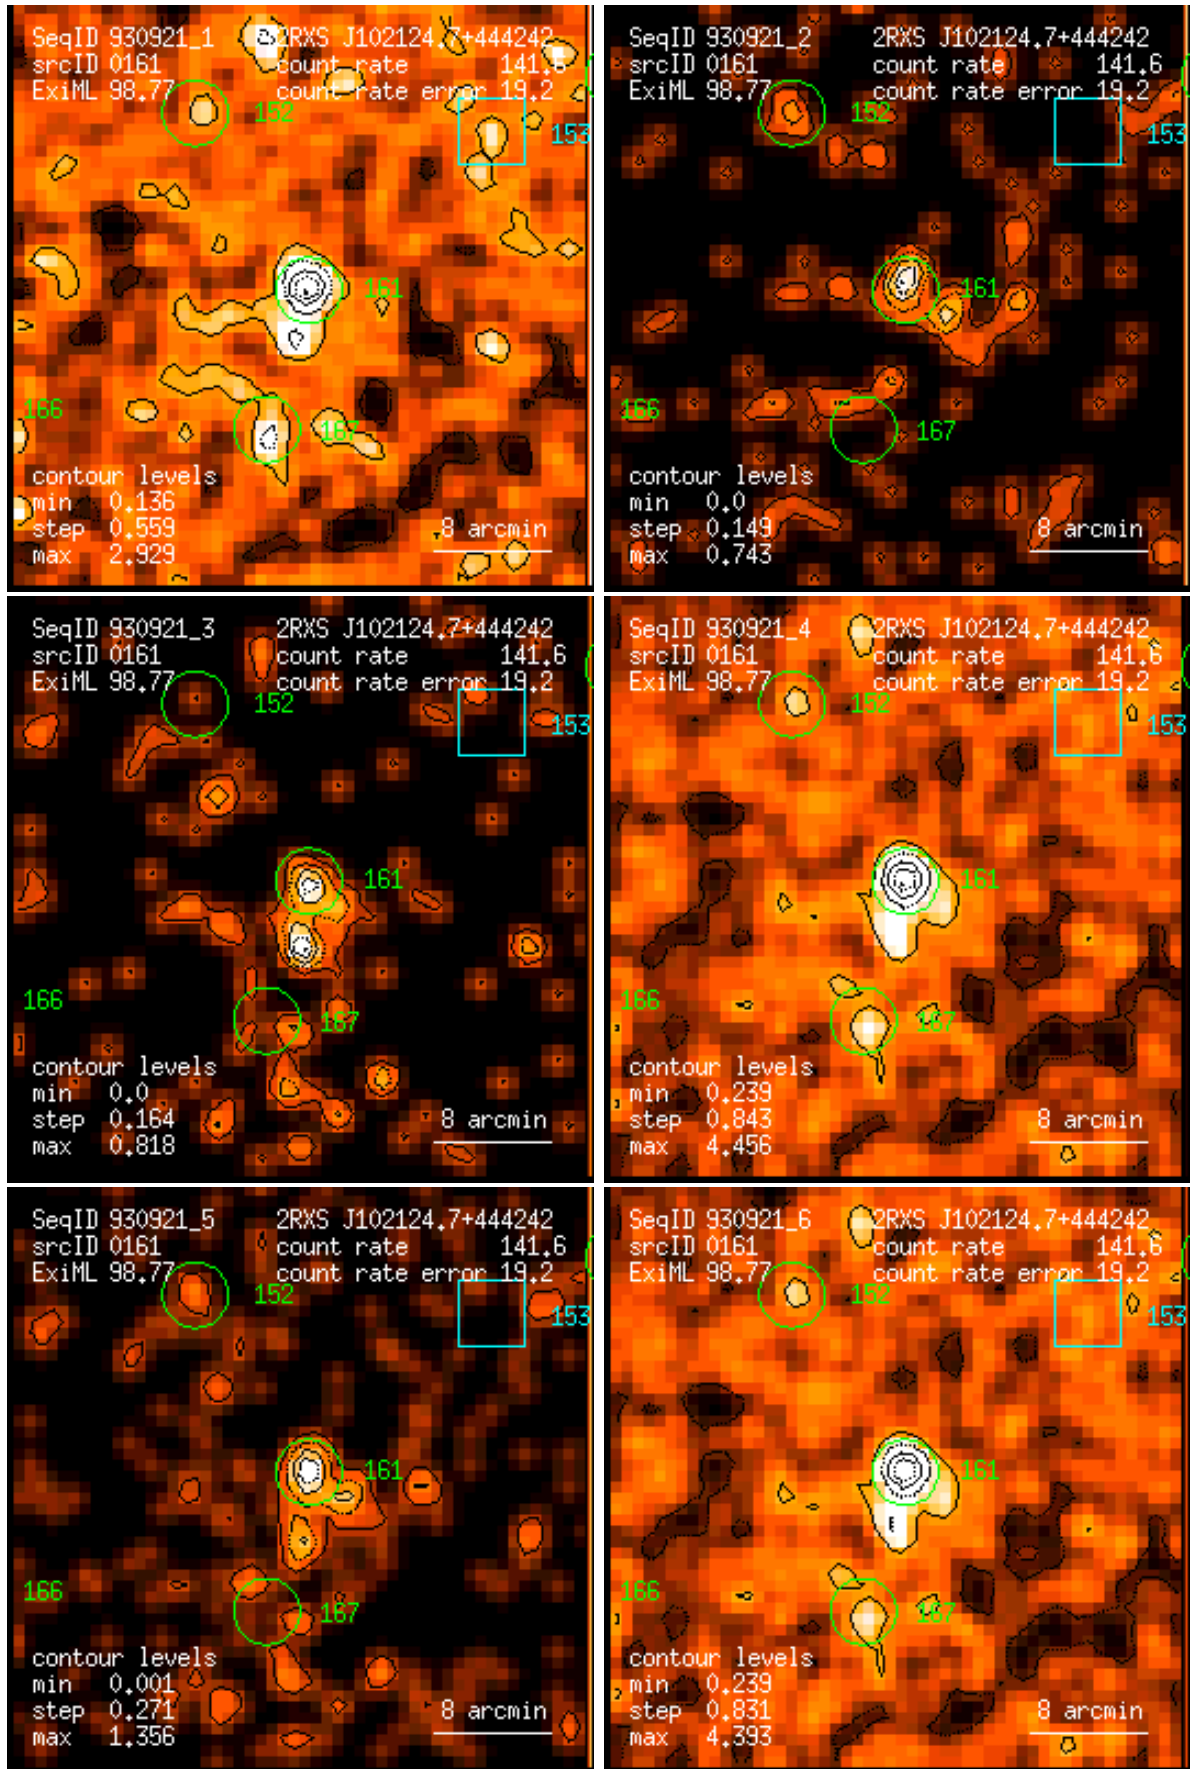 SeqID 930921_1 2RXS J102124.7+444242
srcID 0161 count rate 141.6
ExiML 98.77 count rate error 19.2
152
153
161
166
167
contour levels
min 0.136
step 0.559 8 arcmin
max 2.929
SeqID 930921_2 2RXS J102124.7+444242
srcID 0161 count rate 141.6
ExiML 98.77 count rate error 19.2
152
153
161
166
167
contour levels
min 0.0
step 0.149 8 arcmin
max 0.743
SeqID 930921_3 2RXS J102124.7+444242
srcID 0161 count rate 141.6
ExiML 98.77 count rate error 19.2
152
153
161
166
167
contour levels
min 0.0
step 0.164 8 arcmin
max 0.818
SeqID 930921_4 2RXS J102124.7+444242
srcID 0161 count rate 141.6
ExiML 98.77 count rate error 19.2
152
153
161
166
167
contour levels
min 0.239
step 0.843 8 arcmin
max 4.456
SeqID 930921_5 2RXS J102124.7+444242
srcID 0161 count rate 141.6
ExiML 98.77 count rate error 19.2
152
153
161
166
167
contour levels
min 0.001
step 0.271 8 arcmin
max 1.356
SeqID 930921_6 2RXS J102124.7+444242
srcID 0161 count rate 141.6
ExiML 98.77 count rate error 19.2
152
153
161
166
167
contour levels
min 0.239
step 0.831 8 arcmin
max 4.393